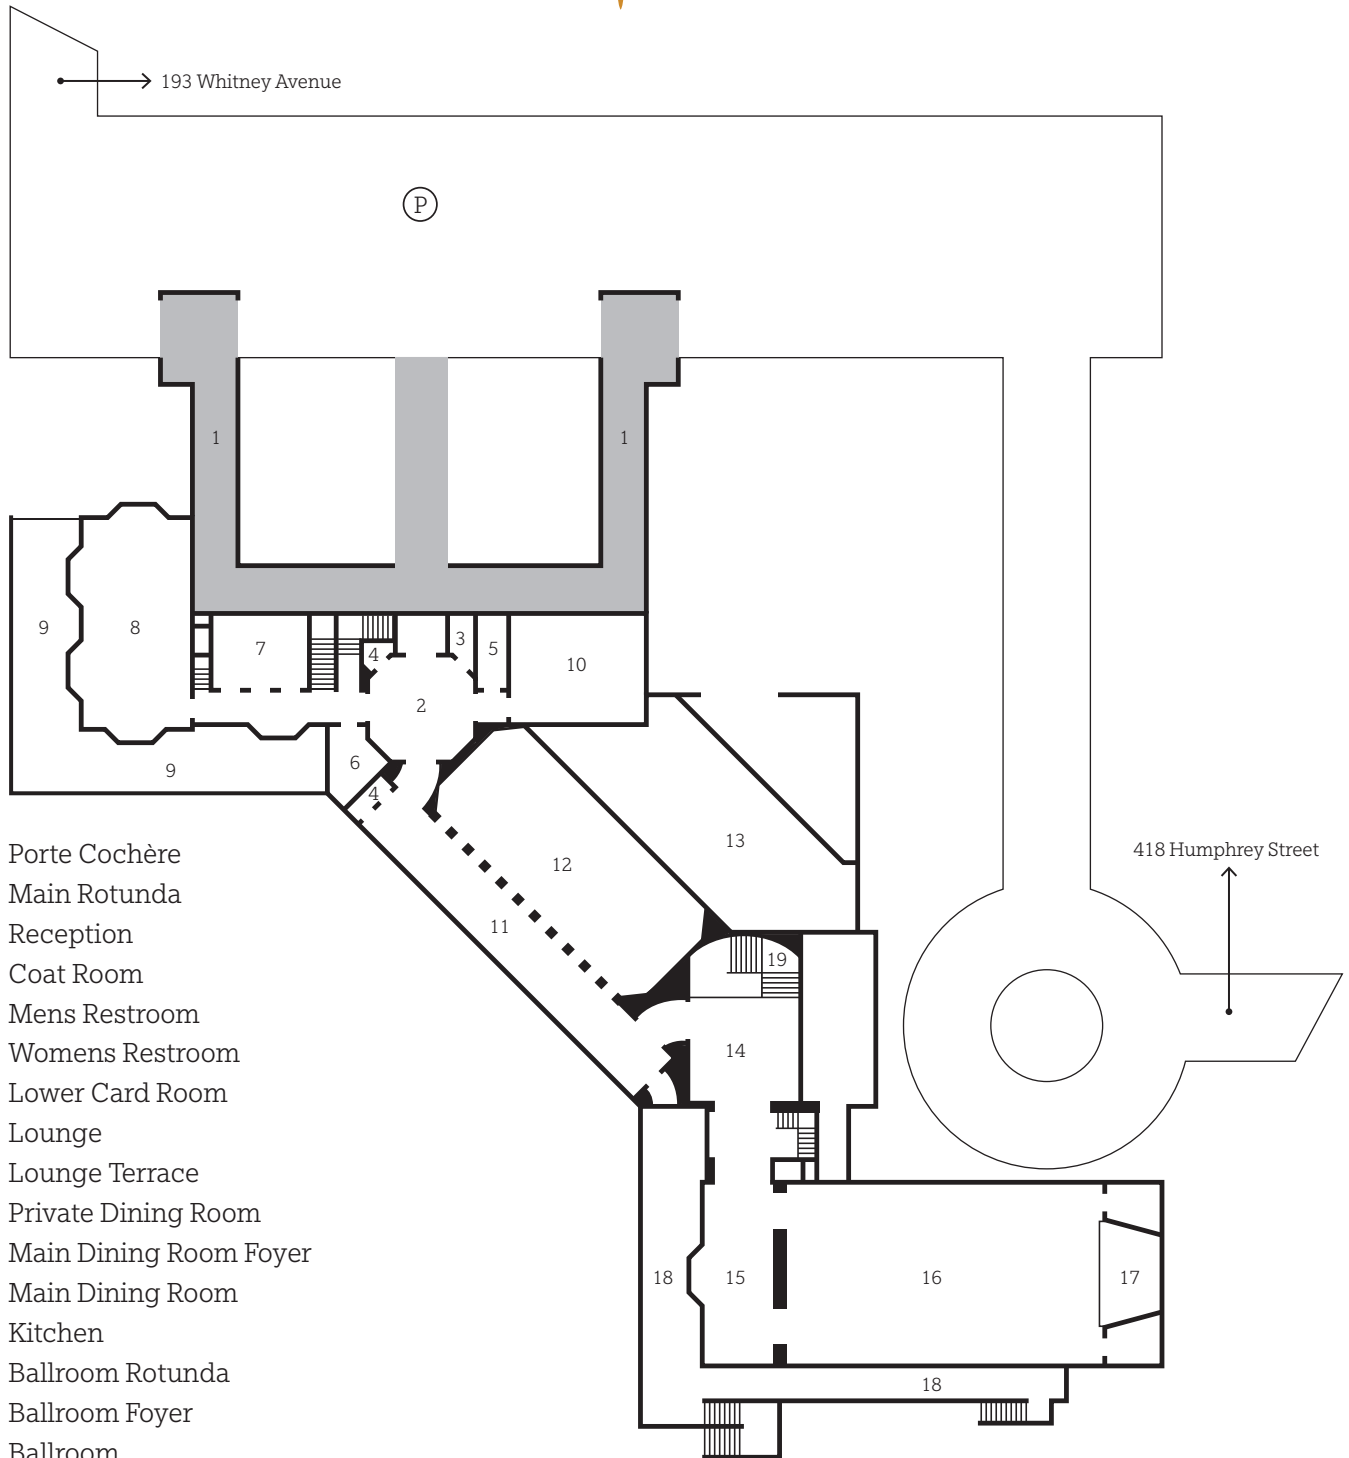 193 Whitney Avenue
P
1
1
9
8
7
4
3
5
10
2
9
6
4
13
12
11
Porte Cochère
Main Rotunda
Reception
Coat Room
Mens Restroom
Womens Restroom
Lower Card Room
Lounge
Lounge Terrace
Private Dining Room
Main Dining Room Foyer
Main Dining Room
Kitchen
Ballroom Rotunda
Ballroom Foyer
Ballroom
418 Humphrey Street
19
14
18
15
16
17
18